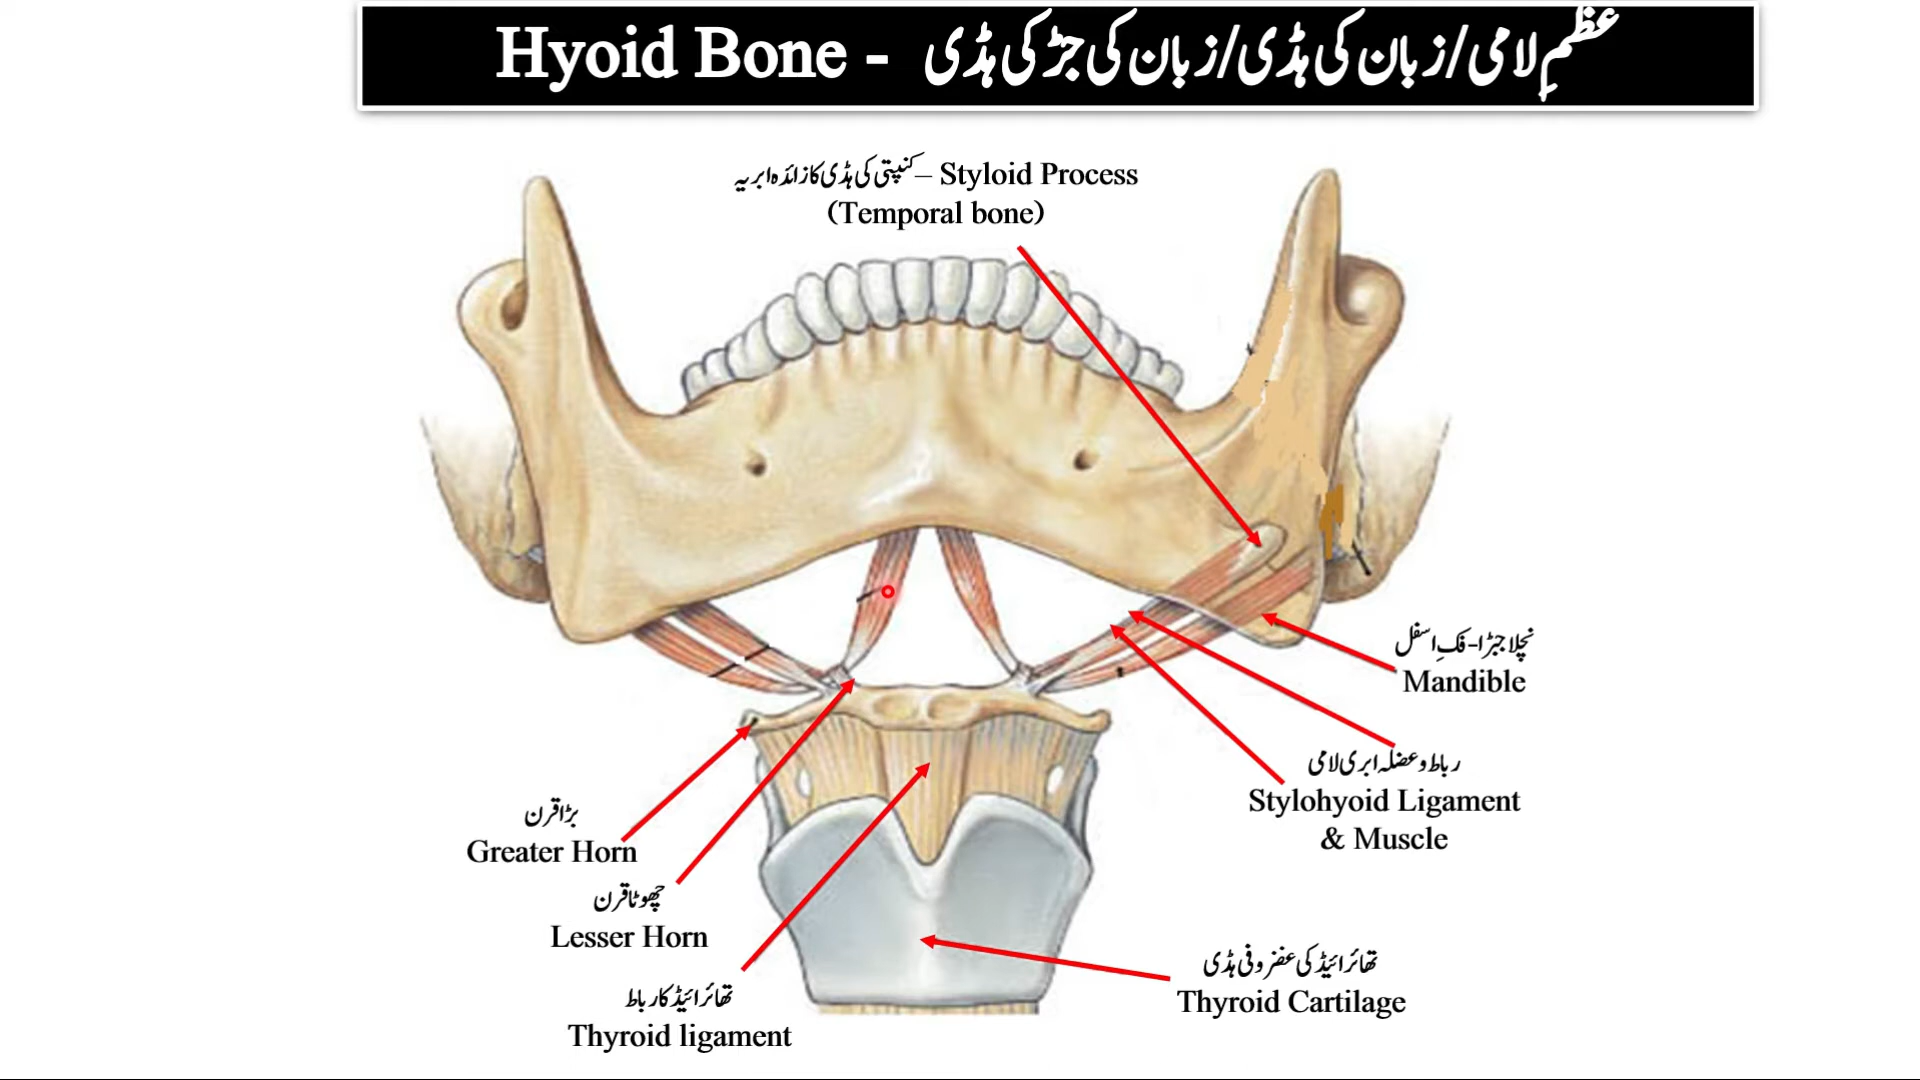 Hyoid Bone - عظمِ لامی/زبان کی ہڈی/زبان کی جڑ کی ہڈی
کنپٹی کی ہڈی کا زائدہ ابریہ – Styloid Process
(Temporal bone)
نچلا جبڑا - فکِ اسفل
Mandible
رباط و عضلہ ابری لامی
Stylohyoid Ligament
& Muscle
بڑا قرن
Greater Horn
چھوٹا قرن
Lesser Horn
تھائرائیڈ کی غضروفی ہڈی
Thyroid Cartilage
تھائرائیڈ کا رباط
Thyroid ligament